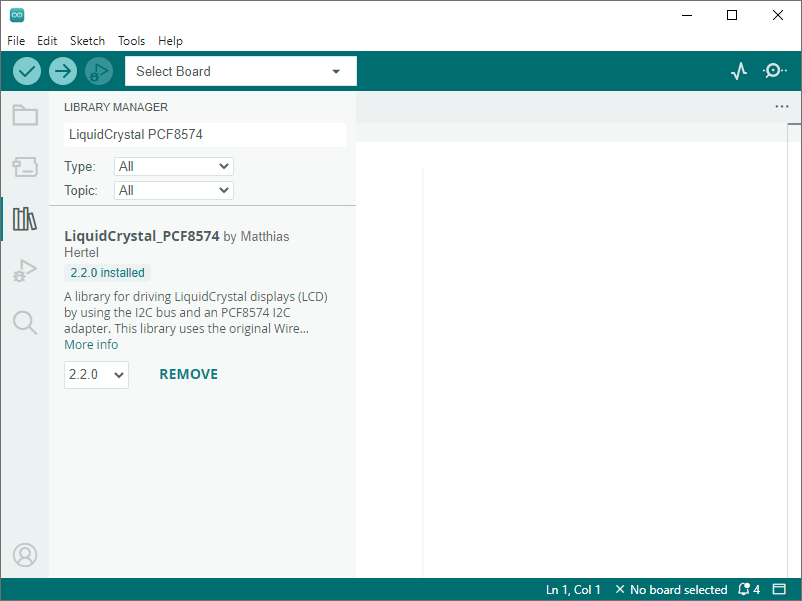 File Edit Sketch Tools Help
Select Board
LIBRARY MANAGER
LiquidCrystal PCF8574
Type: All
Topic: All
LiquidCrystal_PCF8574 by Matthias
Hertel
2.2.0 installed
A library for driving LiquidCrystal displays (LCD)
by using the I2C bus and an PCF8574 I2C
adapter. This library uses the original Wire...
More info
2.2.0 REMOVE
Ln 1, Col 1 No board selected 4